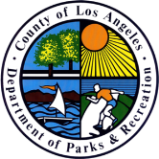 County of Los Angeles
Department of Parks & Recreation